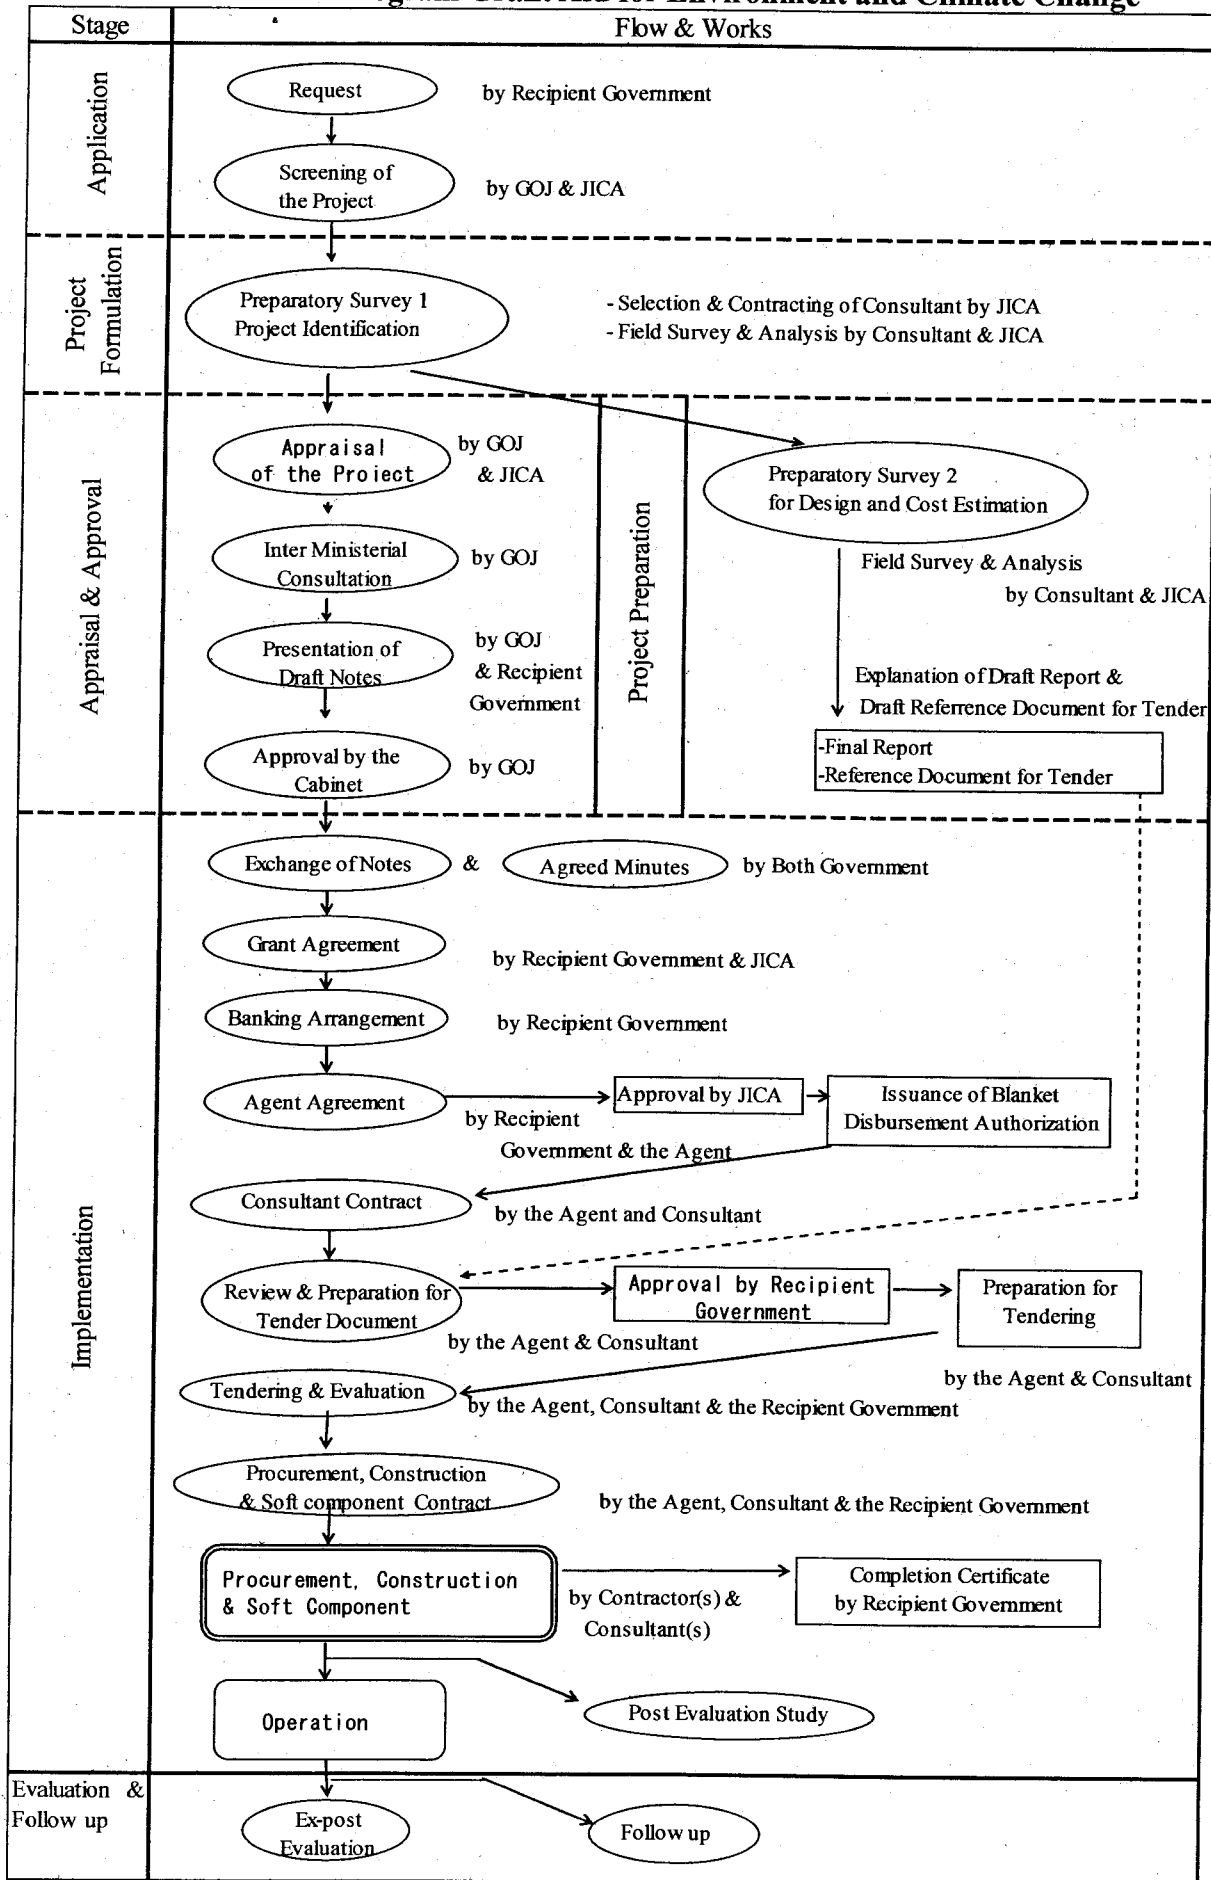 Grant Aid for Environment and Climate Change
Stage
Flow & Works
Application
Request
by Recipient Government
Screening of
the Project
by GOJ & JICA
Project
Formulation
Preparatory Survey 1
Project Identification
- Selection & Contracting of Consultant by JICA
- Field Survey & Analysis by Consultant & JICA
Appraisal & Approval
Appraisal
of the Project
by GOJ
& JICA
Inter Ministerial
Consultation
by GOJ
Presentation of
Draft Notes
by GOJ
& Recipient
Government
Approval by the
Cabinet
by GOJ
Project Preparation
Preparatory Survey 2
for Design and Cost Estimation
Field Survey & Analysis
by Consultant & JICA
Explanation of Draft Report &
Draft Referrence Document for Tender
-Final Report
-Reference Document for Tender
Implementation
Exchange of Notes
&
Agreed Minutes
by Both Government
Grant Agreement
by Recipient Government & JICA
Banking Arrangement
by Recipient Government
Agent Agreement
by Recipient
Government & the Agent
Approval by JICA
Issuance of Blanket
Disbursement Authorization
Consultant Contract
by the Agent and Consultant
Review & Preparation for
Tender Document
by the Agent & Consultant
Approval by Recipient
Government
Preparation for
Tendering
by the Agent & Consultant
Tendering & Evaluation
by the Agent, Consultant & the Recipient Government
Procurement, Construction
& Soft component Contract
by the Agent, Consultant & the Recipient Government
Procurement, Construction
& Soft Component
by Contractor(s) &
Consultant(s)
Completion Certificate
by Recipient Government
Operation
Post Evaluation Study
Evaluation &
Follow up
Ex-post
Evaluation
Follow up